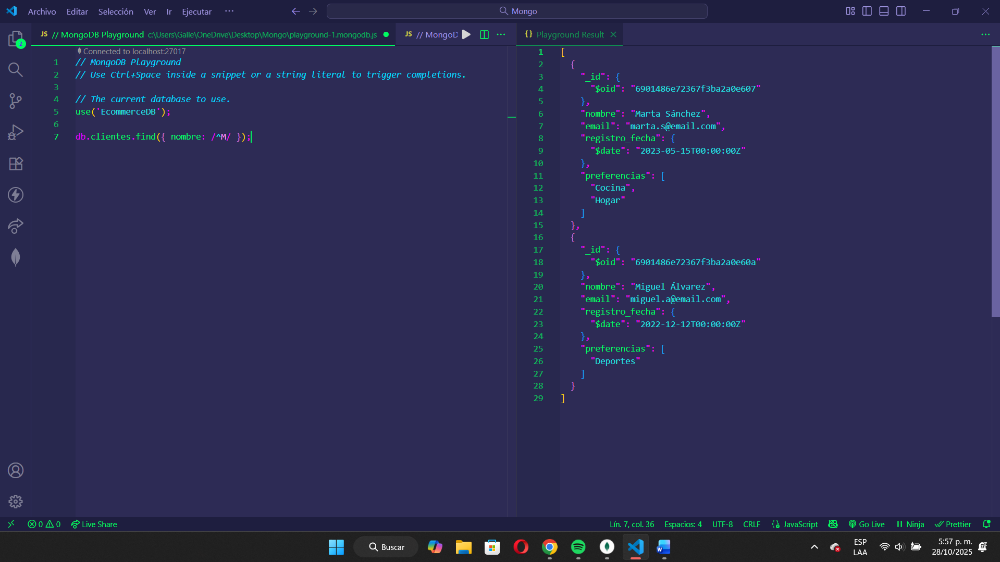 Archivo Editar Selección Ver Ir Ejecutar ···
Mongo
JS // MongoDB Playground c:\Users\Galle\OneDrive\Desktop\Mongo\playground-1.mongodb.js
JS // MongoD
{} Playground Result
2
Connected to localhost:27017
1 // MongoDB Playground
2 // Use Ctrl+Space inside a snippet or a string literal to trigger completions.
3
4 // The current database to use.
5 use('EcommerceDB');
6
7 db.clientes.find({ nombre: /^M/ });
1 [
2 {
3 "_id": {
4 "$oid": "6901486e72367f3ba2a0e607"
5 },
6 "nombre": "Marta Sánchez",
7 "email": "marta.s@email.com",
8 "registro_fecha": {
9 "$date": "2023-05-15T00:00:00Z"
10 },
11 "preferencias": [
12 "Cocina",
13 "Hogar"
14 ]
15 },
16 {
17 "_id": {
18 "$oid": "6901486e72367f3ba2a0e60a"
19 },
20 "nombre": "Miguel Álvarez",
21 "email": "miguel.a@email.com",
22 "registro_fecha": {
23 "$date": "2022-12-12T00:00:00Z"
24 },
25 "preferencias": [
26 "Deportes"
27 ]
28 }
29 ]
0 0 Live Share
Lín. 7, col. 36 Espacios: 4 UTF-8 CRLF {} JavaScript Go Live Ninja Prettier
Buscar
W
ESP
LAA
5:57 p. m.
28/10/2025